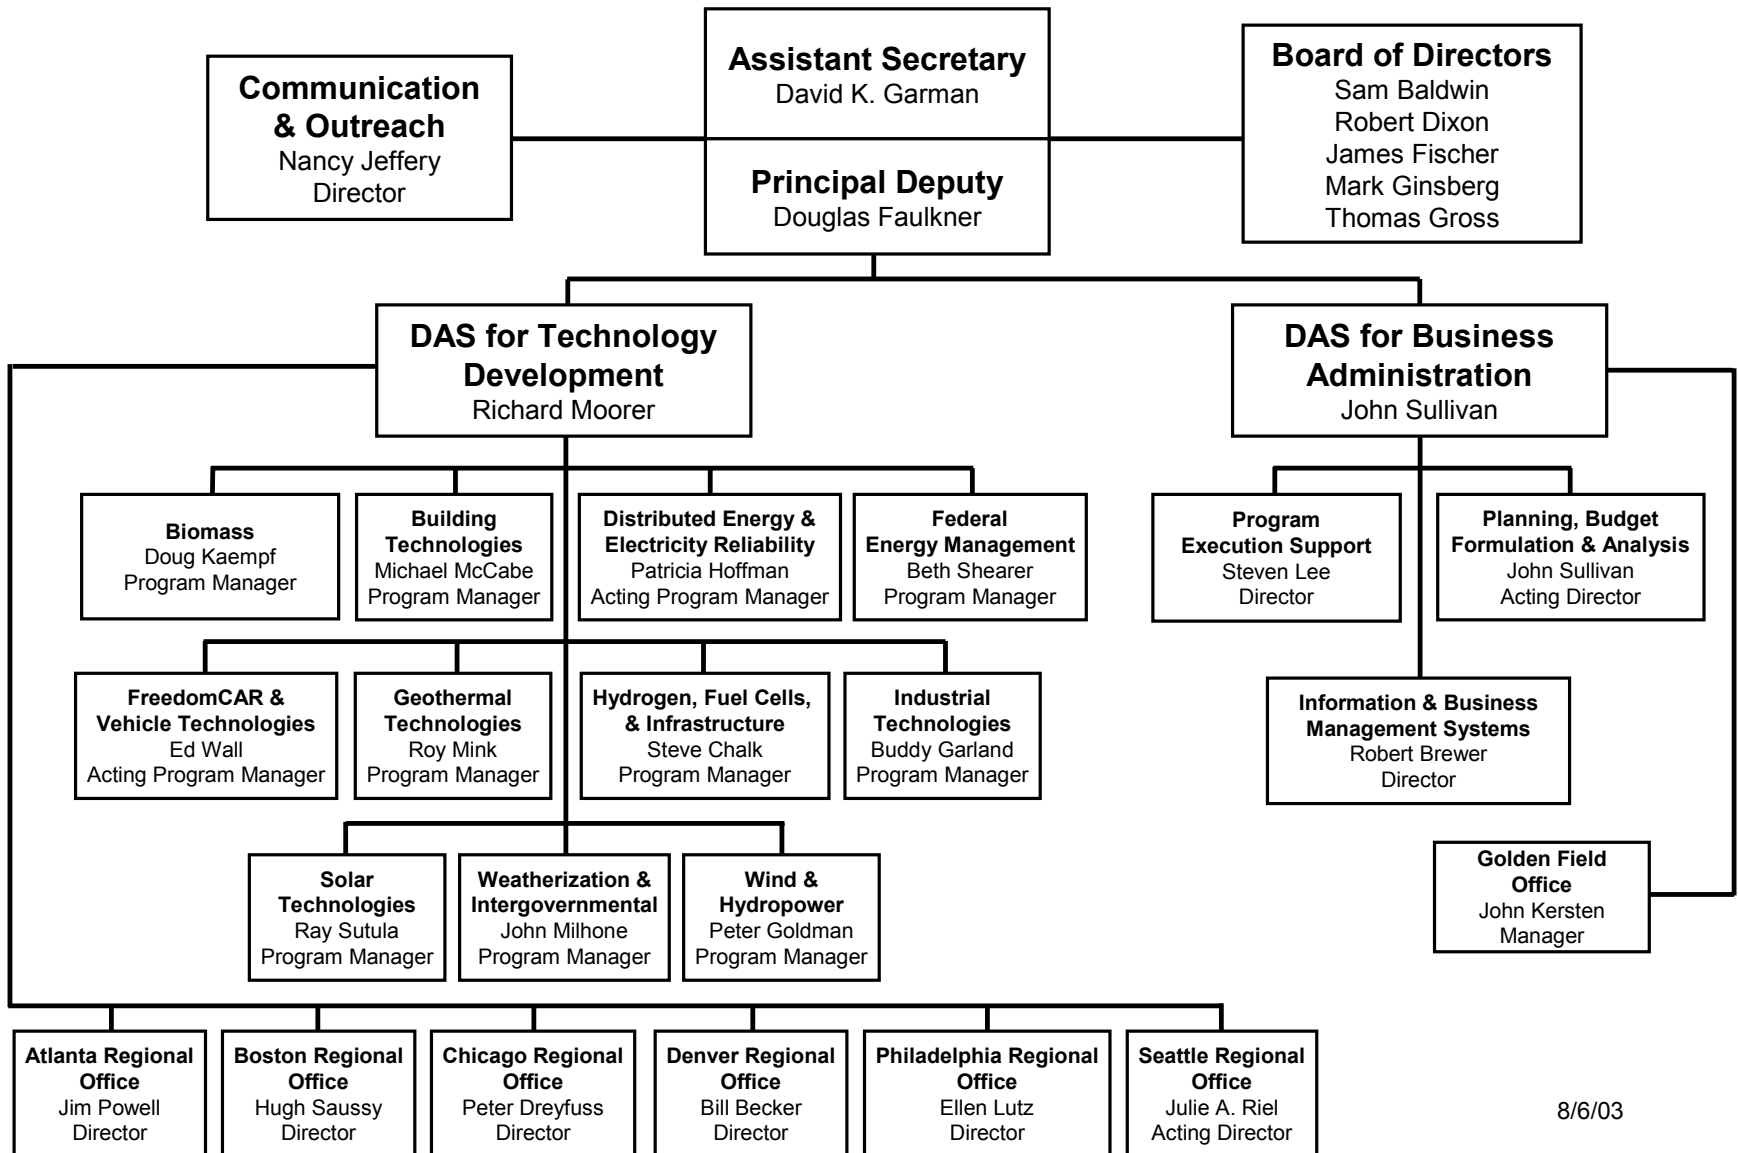 Communication
& Outreach
Nancy Jeffery
Director
Assistant Secretary
David K. Garman
Principal Deputy
Douglas Faulkner
Board of Directors
Sam Baldwin
Robert Dixon
James Fischer
Mark Ginsberg
Thomas Gross
DAS for Technology
Development
Richard Moorer
DAS for Business
Administration
John Sullivan
Biomass
Doug Kaempf
Program Manager
Building
Technologies
Michael McCabe
Program Manager
Distributed Energy &
Electricity Reliability
Patricia Hoffman
Acting Program Manager
Federal
Energy Management
Beth Shearer
Program Manager
Program
Execution Support
Steven Lee
Director
Planning, Budget
Formulation & Analysis
John Sullivan
Acting Director
FreedomCAR &
Vehicle Technologies
Ed Wall
Acting Program Manager
Geothermal
Technologies
Roy Mink
Program Manager
Hydrogen, Fuel Cells,
& Infrastructure
Steve Chalk
Program Manager
Industrial
Technologies
Buddy Garland
Program Manager
Information & Business
Management Systems
Robert Brewer
Director
Solar
Technologies
Ray Sutula
Program Manager
Weatherization &
Intergovernmental
John Milhone
Program Manager
Wind &
Hydropower
Peter Goldman
Program Manager
Golden Field
Office
John Kersten
Manager
Atlanta Regional
Office
Jim Powell
Director
Boston Regional
Office
Hugh Saussy
Director
Chicago Regional
Office
Peter Dreyfuss
Director
Denver Regional
Office
Bill Becker
Director
Philadelphia Regional
Office
Ellen Lutz
Director
Seattle Regional
Office
Julie A. Riel
Acting Director
8/6/03